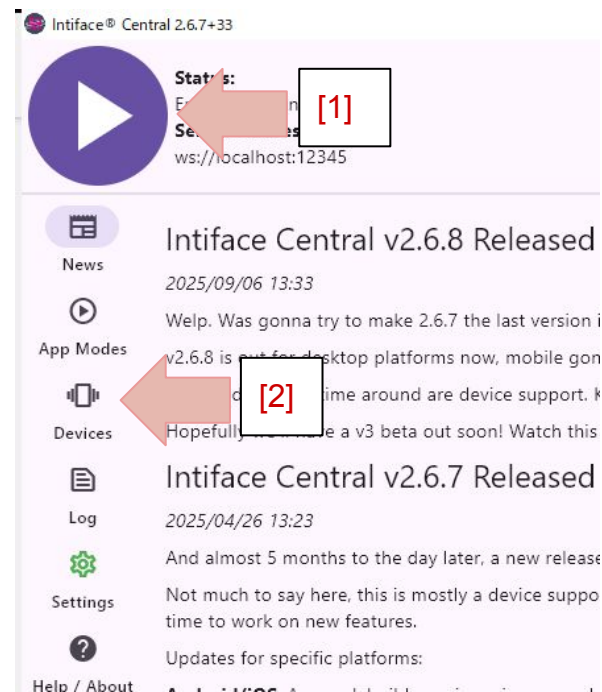 Intiface® Central 2.6.7+33
Status:
[1]
ws://localhost:12345
News
App Modes
Devices
Log
Settings
Help / About
Intiface Central v2.6.8 Released
2025/09/06 13:33
Welp. Was gonna try to make 2.6.7 the last version
v2.6.8 is out for desktop platforms now, mobile
[2]
time around are device support.
Hopefully we'll have a v3 beta out soon! Watch this
Intiface Central v2.6.7 Released
2025/04/26 13:23
And almost 5 months to the day later, a new release
Not much to say here, this is mostly a device
time to work on new features.
Updates for specific platforms: